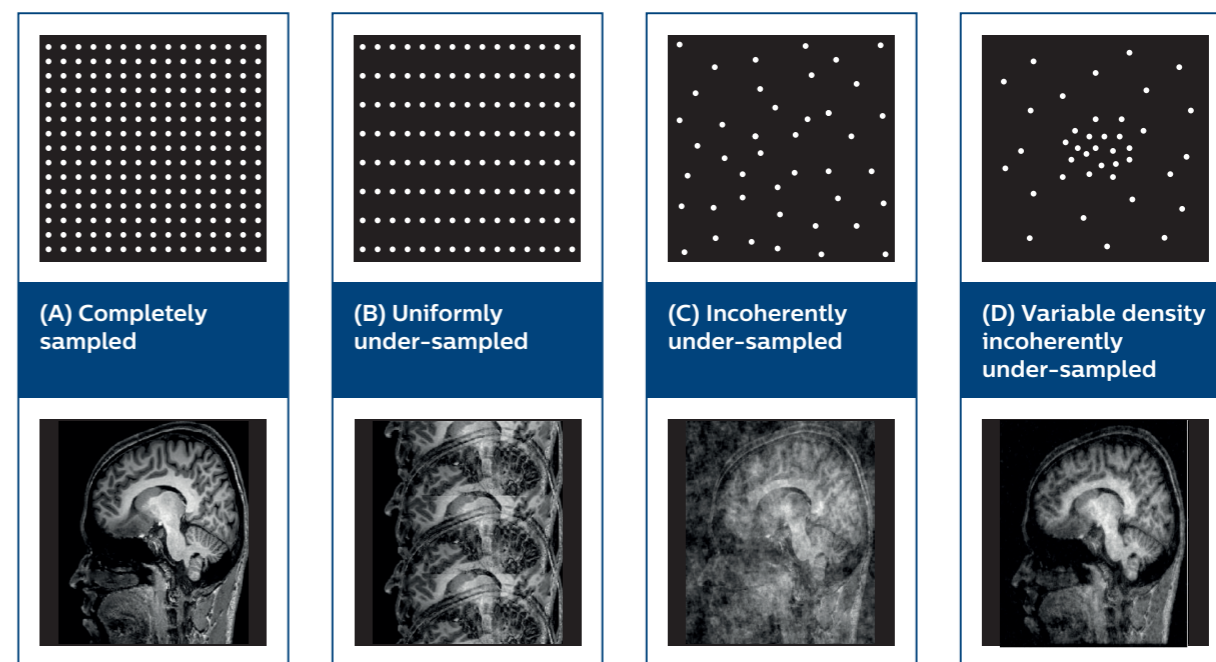 (A) Completely
sampled
(B) Uniformly
under-sampled
(C) Incoherently
under-sampled
(D) Variable density
incoherently
under-sampled